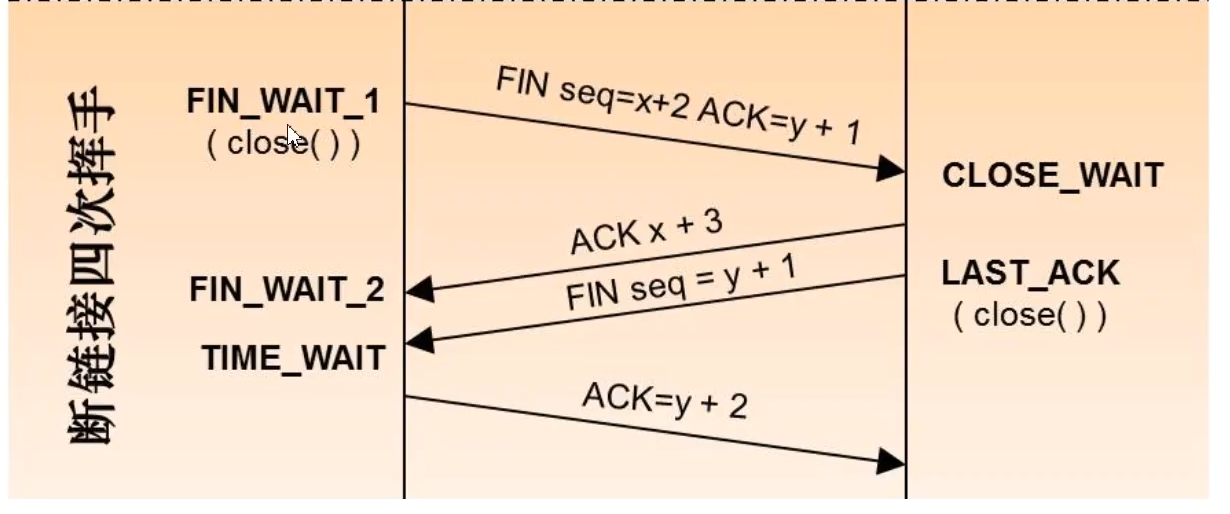 断链接四次挥手
FIN_WAIT_1
( close( ) )
FIN seq=x+2 ACK=y + 1
CLOSE_WAIT
ACK x + 3
FIN_WAIT_2
FIN seq = y + 1
LAST_ACK
( close( ) )
TIME_WAIT
ACK=y + 2